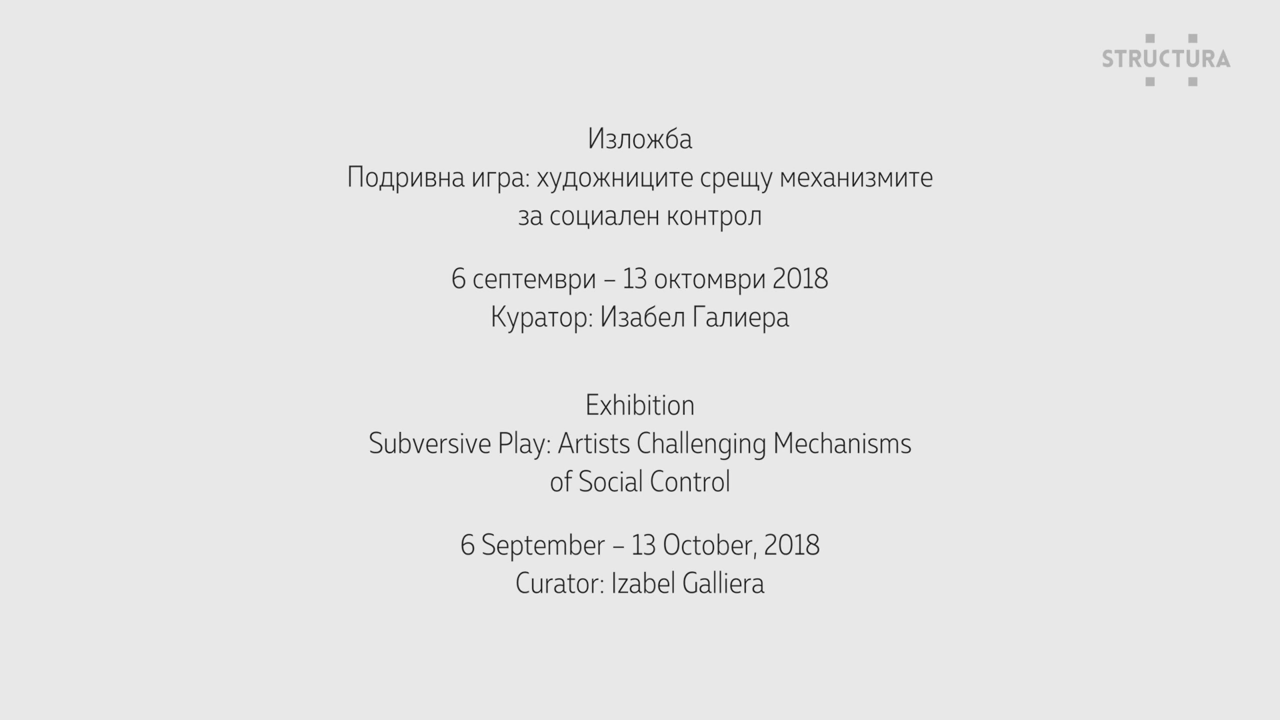 STRUCTURA
Изложба
Подривна игра: художниците срещу механизмите
за социален контрол
6 септември – 13 октомври 2018
Куратор: Изабел Галиера
Exhibition
Subversive Play: Artists Challenging Mechanisms
of Social Control
6 September – 13 October, 2018
Curator: Izabel Galliera